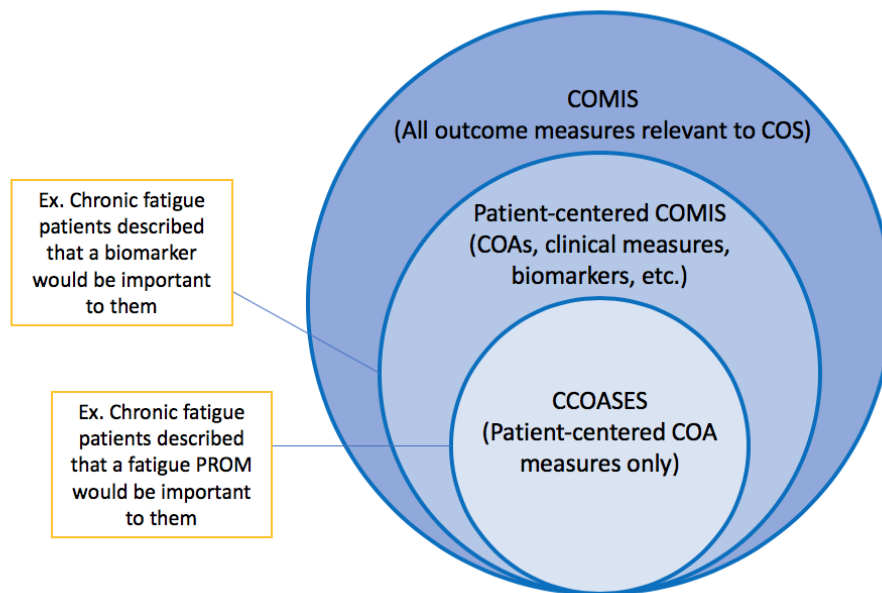 COMIS
(All outcome measures relevant to COS)
Ex. Chronic fatigue
patients described
that a biomarker
would be important
to them
Patient-centered COMIS
(COAs, clinical measures,
biomarkers, etc.)
Ex. Chronic fatigue
patients described
that a fatigue PROM
would be important
to them
CCOASES
(Patient-centered COA
measures only)